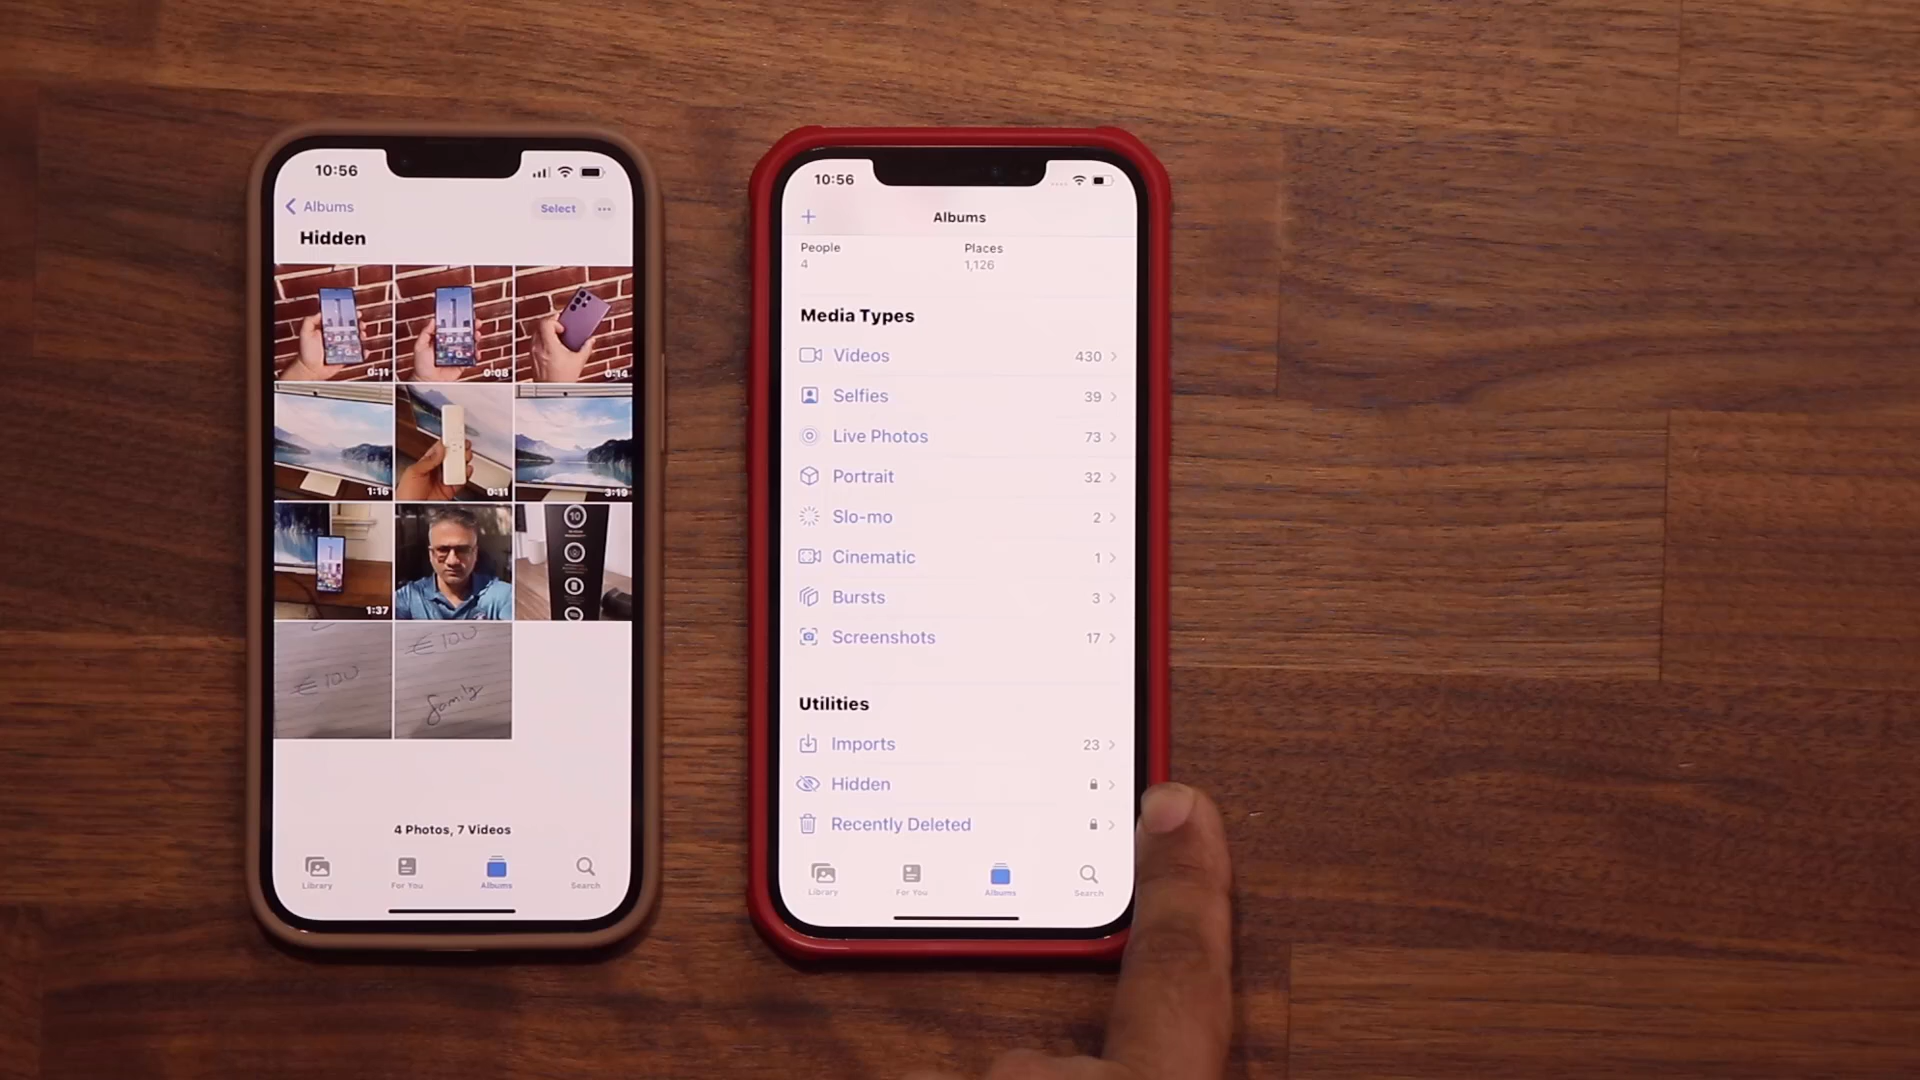 10:56
Albums
Select
Hidden
0:11
0:08
0:14
1:16
0:11
3:19
1:37
10
€100
€100
family
4 Photos, 7 Videos
Library
For You
Albums
Search
10:56
Albums
People
Places
4
1,126
Media Types
Videos 430
Selfies 39
Live Photos 73
Portrait 32
Slo-mo 2
Cinematic 1
Bursts 3
Screenshots 17
Utilities
Imports 23
Hidden
Recently Deleted
Library
For You
Albums
Search